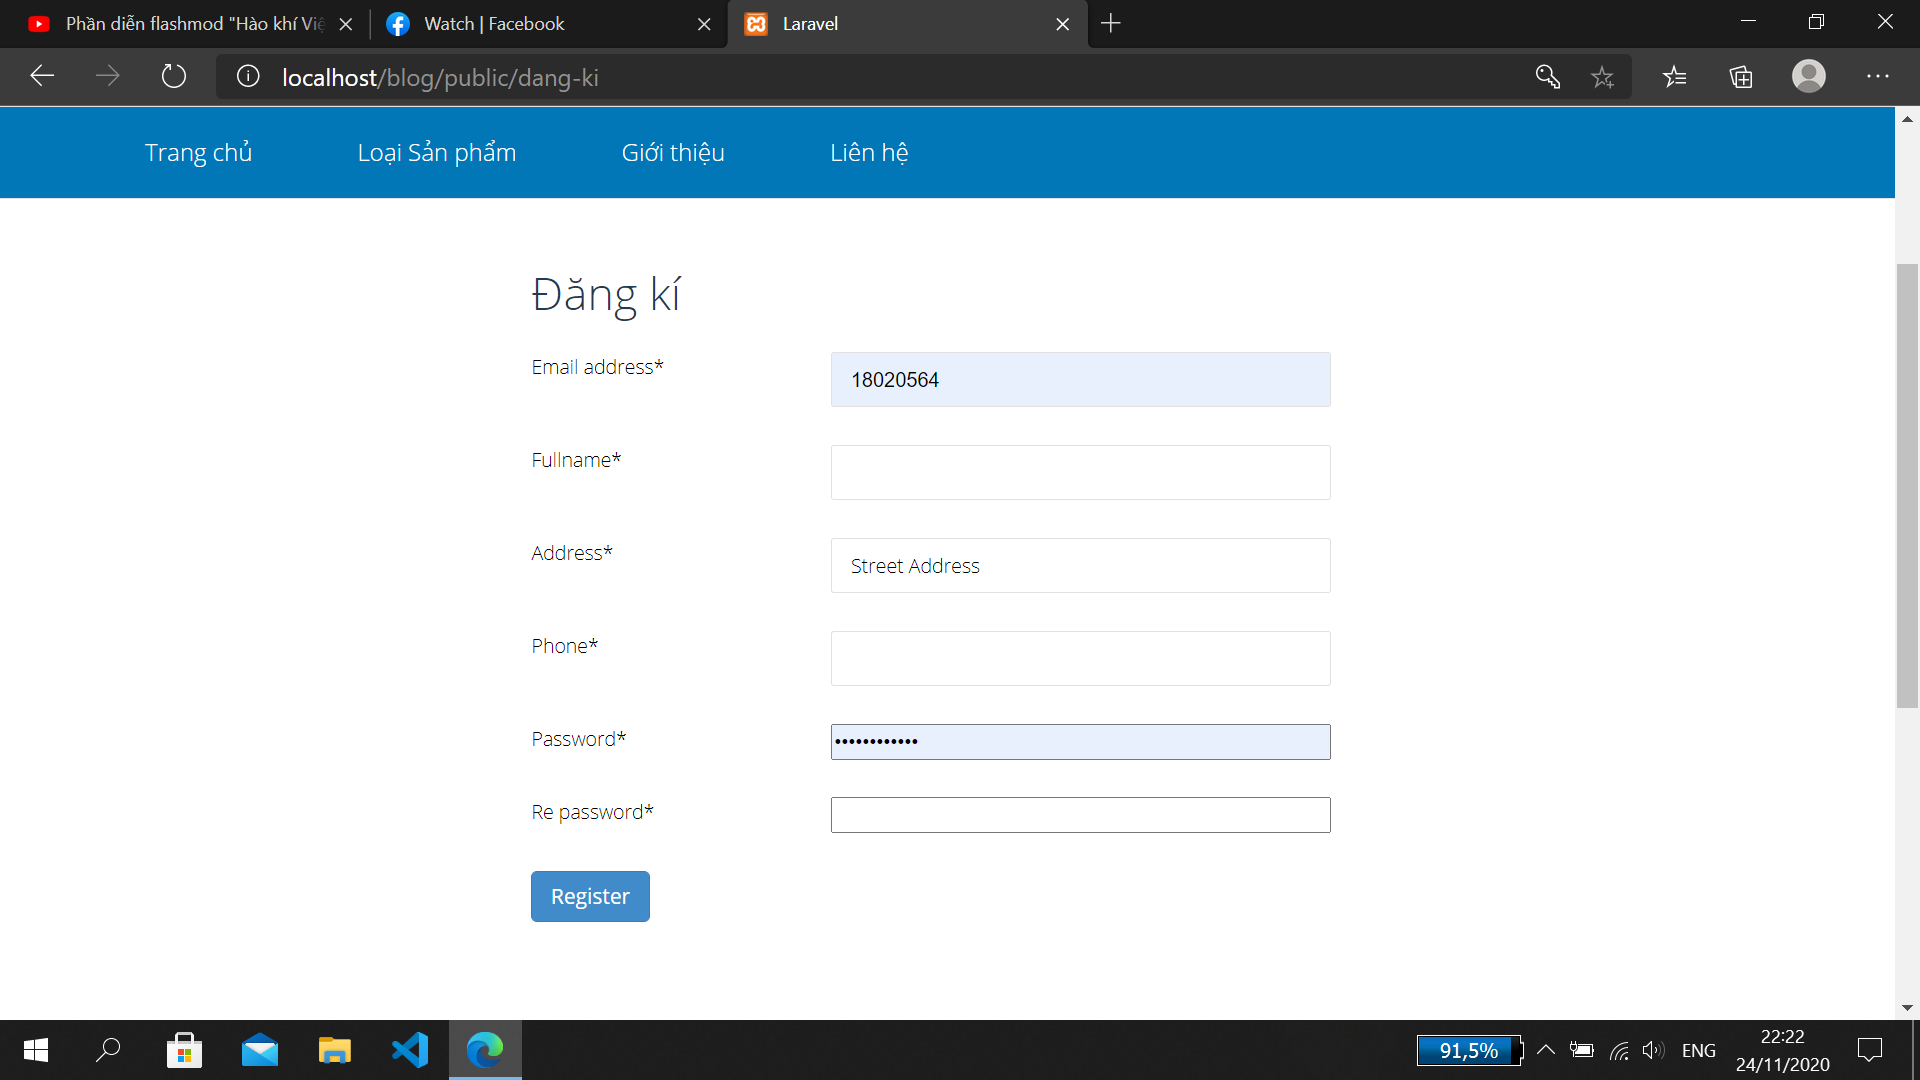 Phần diễn flashmod "Hào khí Việ
Watch | Facebook
Laravel
localhost/blog/public/dang-ki
Trang chủ
Loại Sản phẩm
Giới thiệu
Liên hệ
Đăng kí
Email address*
18020564
Fullname*
Address*
Street Address
Phone*
Password*
••••••••••••
Re password*
Register
91,5%
ENG
22:22
24/11/2020